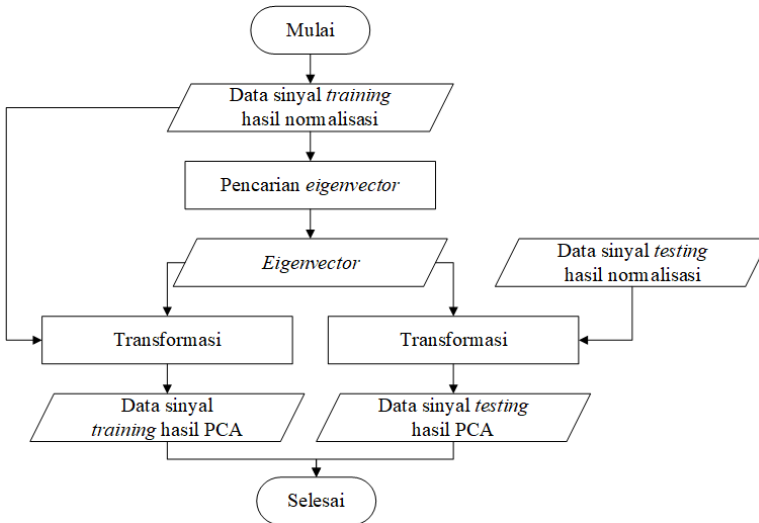 Mulai
Data sinyal training
hasil normalisasi
Pencarian eigenvector
Eigenvector
Data sinyal testing
hasil normalisasi
Transformasi
Transformasi
Data sinyal
training hasil PCA
Data sinyal testing
hasil PCA
Selesai